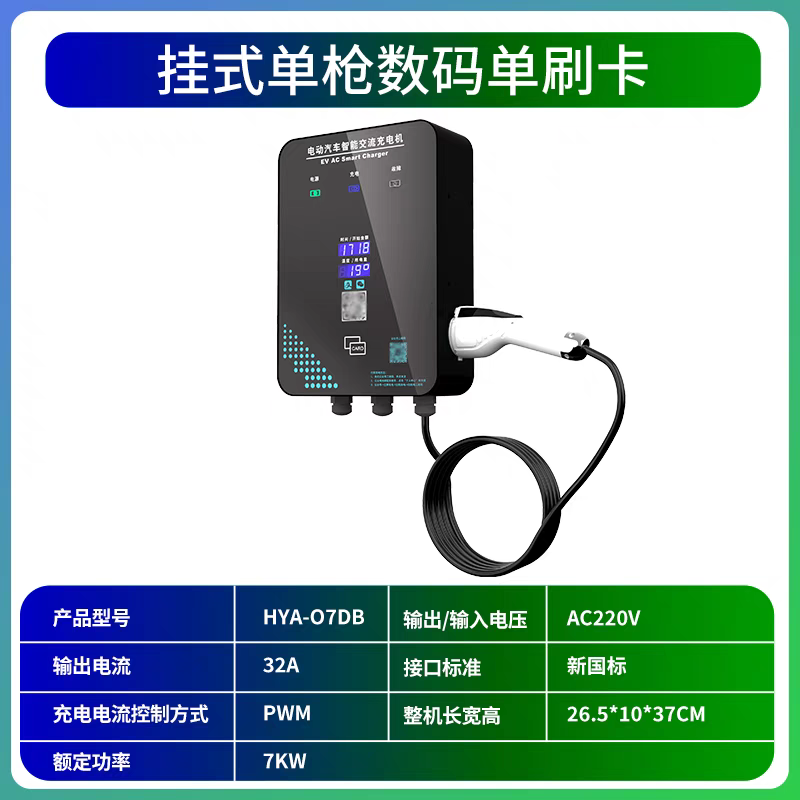 挂式单枪数码单刷卡
电动汽车智能交流充电机
EV AC Smart Charger
电源 充电 故障
1718
19°
CARD
产品型号 HYA-O7DB 输出/输入电压 AC220V
输出电流 32A 接口标准 新国标
充电电流控制方式 PWM 整机长宽高 26.5*10*37CM
额定功率 7KW